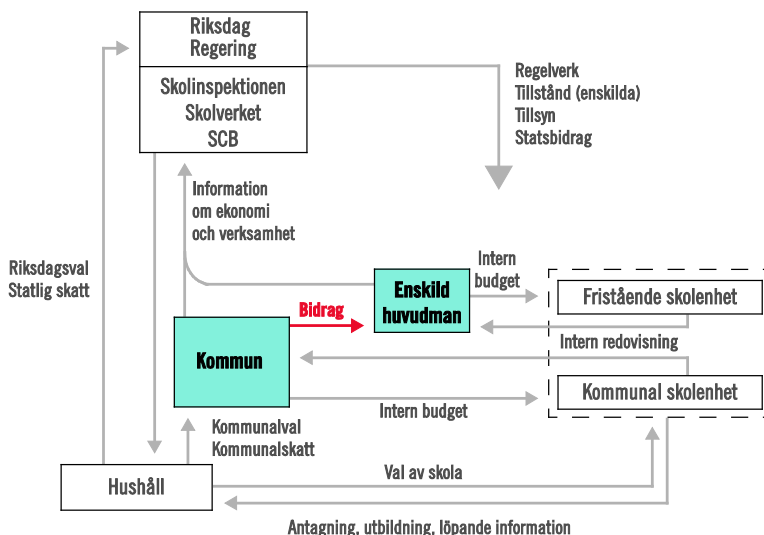 Riksdag
Regering
Skolinspektionen
Skolverket
SCB
Regelverk
Tillstånd (enskilda)
Tillsyn
Statsbidrag
Information
om ekonomi
och verksamhet
Riksdagsval
Statlig skatt
Intern
budget
Enskild
huvudman
Fristående skolenhet
Bidrag
Intern redovisning
Kommun
Kommunal skolenhet
Intern budget
Kommunalval
Kommunalskatt
Val av skola
Hushåll
Antagning, utbildning, löpande information